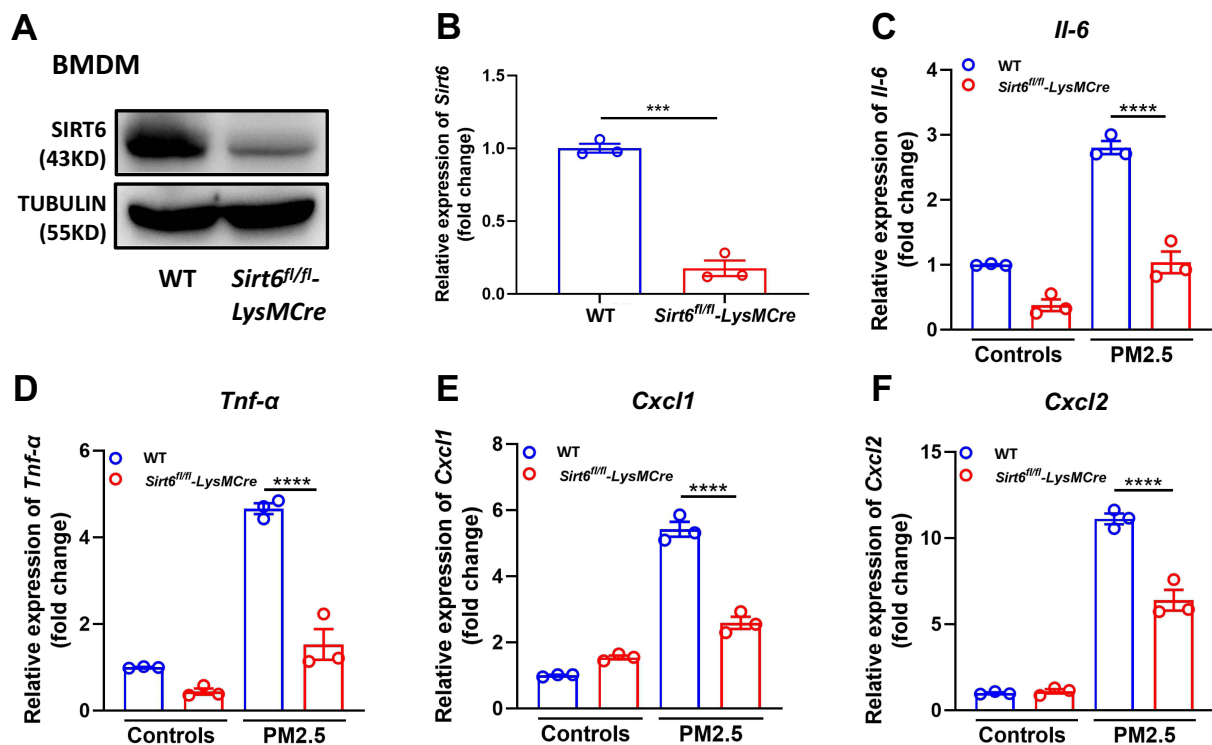 A
BMDM
SIRT6
(43KD)
TUBULIN
(55KD)
WT
Sirt6fl/fl-
LysMCre
B
Relative expression of Sirt6
(fold change)
1.5
1.0
0.5
0.0
***
WT
Sirt6fl/fl-LysMCre
C
Il-6
WT
Sirt6fl/fl-LysMCre
Relative expression of Il-6
(fold change)
4
3
2
1
0
****
Controls
PM2.5
D
Tnf-α
WT
Sirt6fl/fl-LysMCre
Relative expression of Tnf-α
(fold change)
6
4
2
0
****
Controls
PM2.5
E
Cxcl1
WT
Sirt6fl/fl-LysMCre
Relative expression of Cxcl1
(fold change)
8
6
4
2
0
****
Controls
PM2.5
F
Cxcl2
WT
Sirt6fl/fl-LysMCre
Relative expression of Cxcl2
(fold change)
15
10
5
0
****
Controls
PM2.5